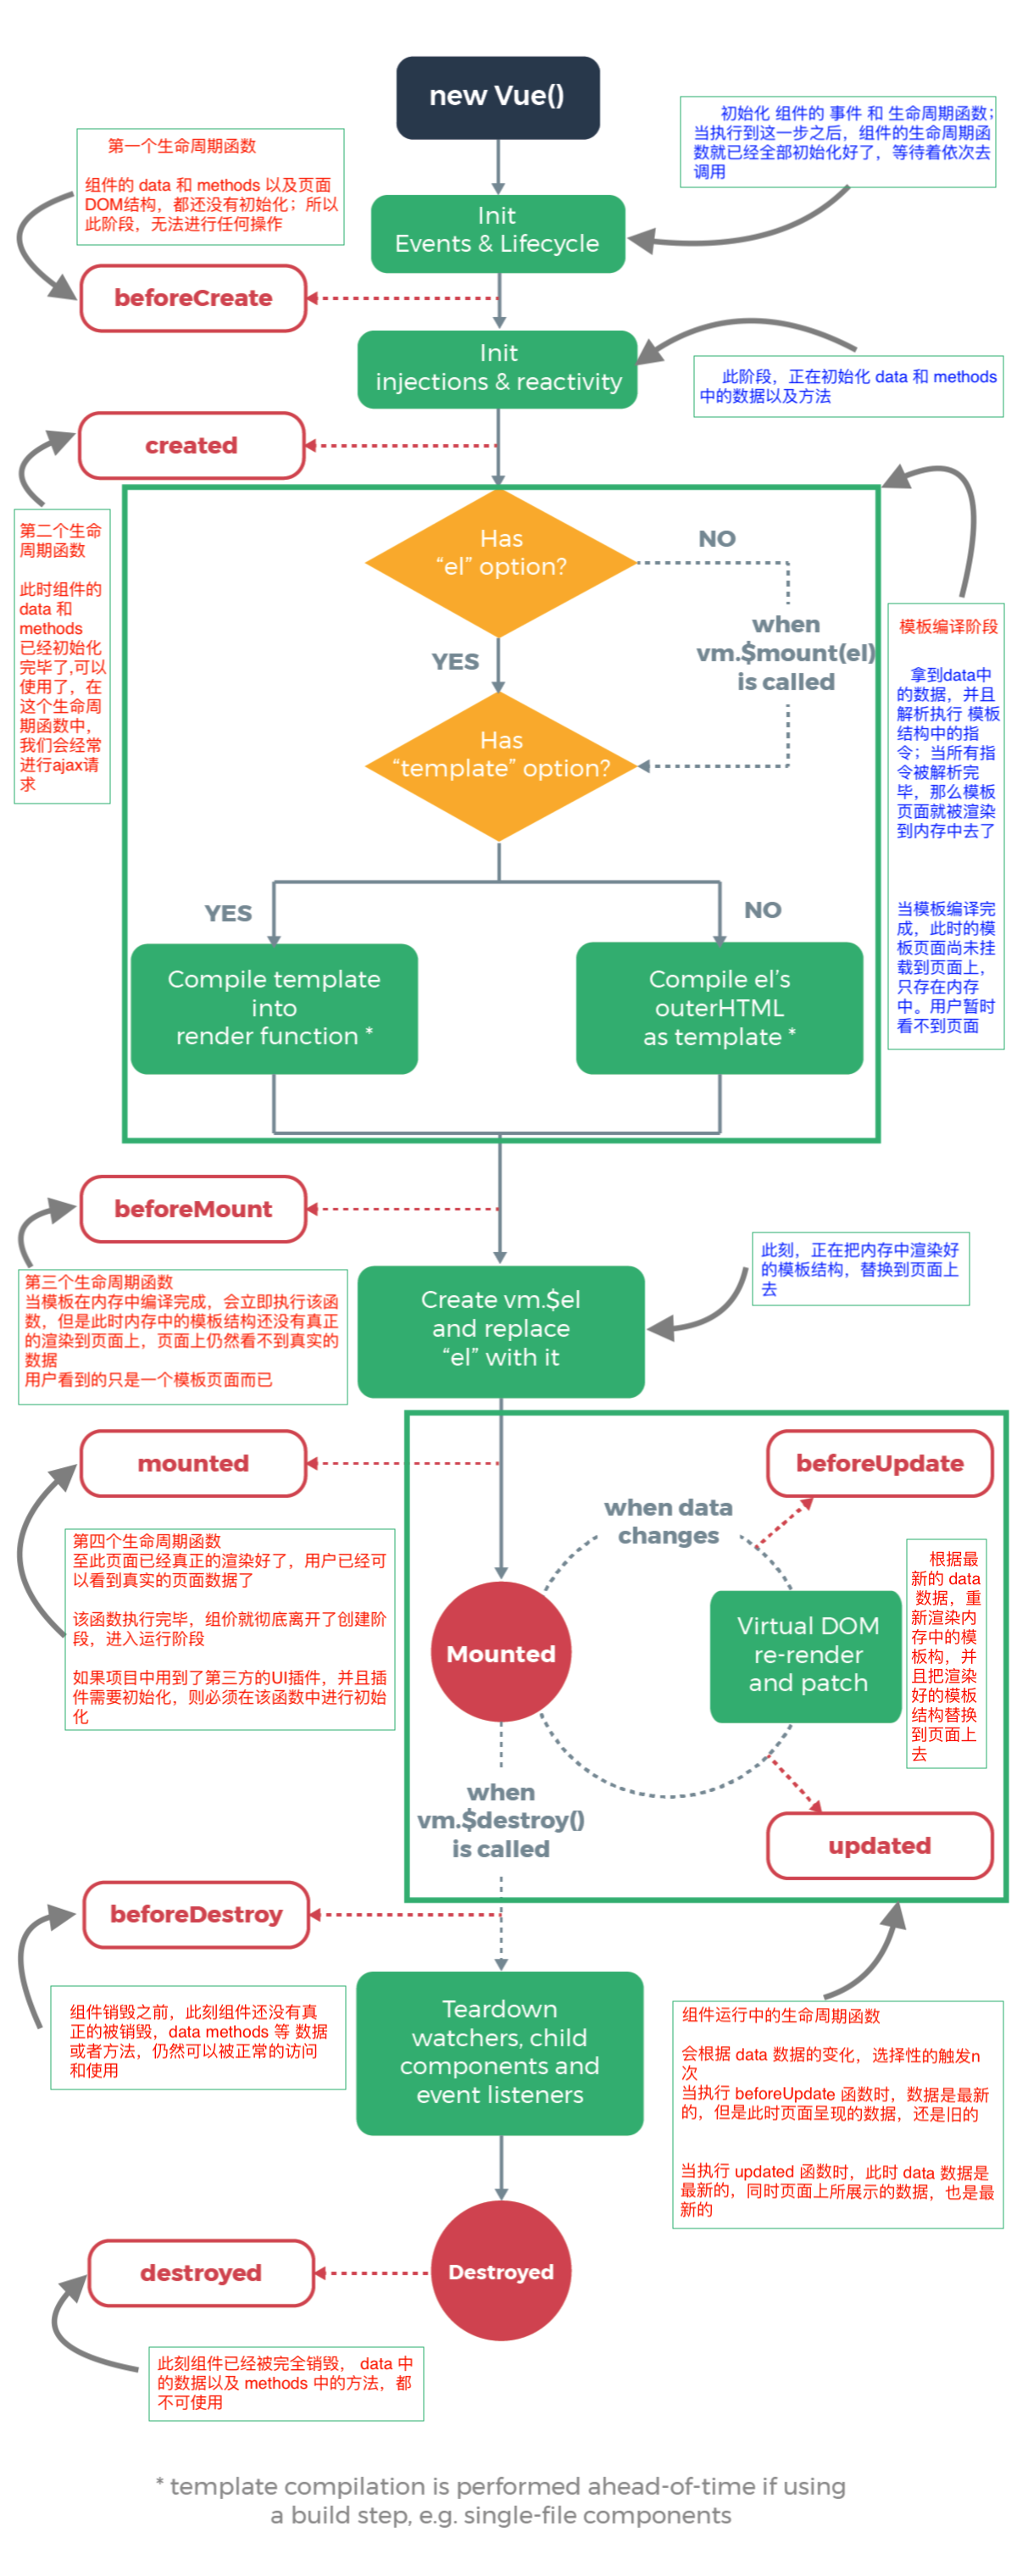 new Vue()
初始化 组件的 事件 和 生命周期函数；
当执行到这一步之后，组件的生命周期函
数就已经全部初始化好了，等待着依次去
调用
第一个生命周期函数
组件的 data 和 methods 以及页面
DOM结构，都还没有初始化；所以
此阶段，无法进行任何操作
Init
Events & Lifecycle
beforeCreate
Init
injections & reactivity
此阶段，正在初始化 data 和 methods
中的数据以及方法
created
第二个生命
周期函数
此时组件的
data 和
methods
已经初始化
完毕了,可以
使用了，在
这个生命周
期函数中，
我们会经常
进行ajax请
求
Has
“el” option?
NO
YES
when
vm.$mount(el)
is called
模板编译阶段
拿到data中
的数据，并且
解析执行 模板
结构中的指
令；当所有指
令被解析完
毕，那么模板
页面就被渲染
到内存中去了
当模板编译完
成，此时的模
板页面尚未挂
载到页面上，
只存在内存
中。用户暂时
看不到页面
Has
“template” option?
YES
NO
Compile template
into
render function *
Compile el’s
outerHTML
as template *
beforeMount
第三个生命周期函数
当模板在内存中编译完成，会立即执行该函
数，但是此时内存中的模板结构还没有真正
的渲染到页面上，页面上仍然看不到真实的
数据
用户看到的只是一个模板页面而已
此刻，正在把内存中渲染好
的模板结构，替换到页面上
去
Create vm.$el
and replace
“el” with it
mounted
第四个生命周期函数
至此页面已经真正的渲染好了，用户已经可
以看到真实的页面数据了
该函数执行完毕，组价就彻底离开了创建阶
段，进入运行阶段
如果项目中用到了第三方的UI插件，并且插
件需要初始化，则必须在该函数中进行初始
化
beforeUpdate
when data
changes
Mounted
Virtual DOM
re-render
and patch
根据最
新的 data
数据，重
新渲染内
存中的模
板构，并
且把渲染
好的模板
结构替换
到页面上
去
when
vm.$destroy()
is called
updated
beforeDestroy
组件销毁之前，此刻组件还没有真
正的被销毁，data methods 等 数据
或者方法，仍然可以被正常的访问
和使用
Teardown
watchers, child
components and
event listeners
组件运行中的生命周期函数
会根据 data 数据的变化，选择性的触发n
次
当执行 beforeUpdate 函数时，数据是最新
的，但是此时页面呈现的数据，还是旧的
当执行 updated 函数时，此时 data 数据是
最新的，同时页面上所展示的数据，也是最
新的
destroyed
Destroyed
此刻组件已经被完全销毁， data 中
的数据以及 methods 中的方法，都
不可使用
* template compilation is performed ahead-of-time if using
a build step, e.g. single-file components